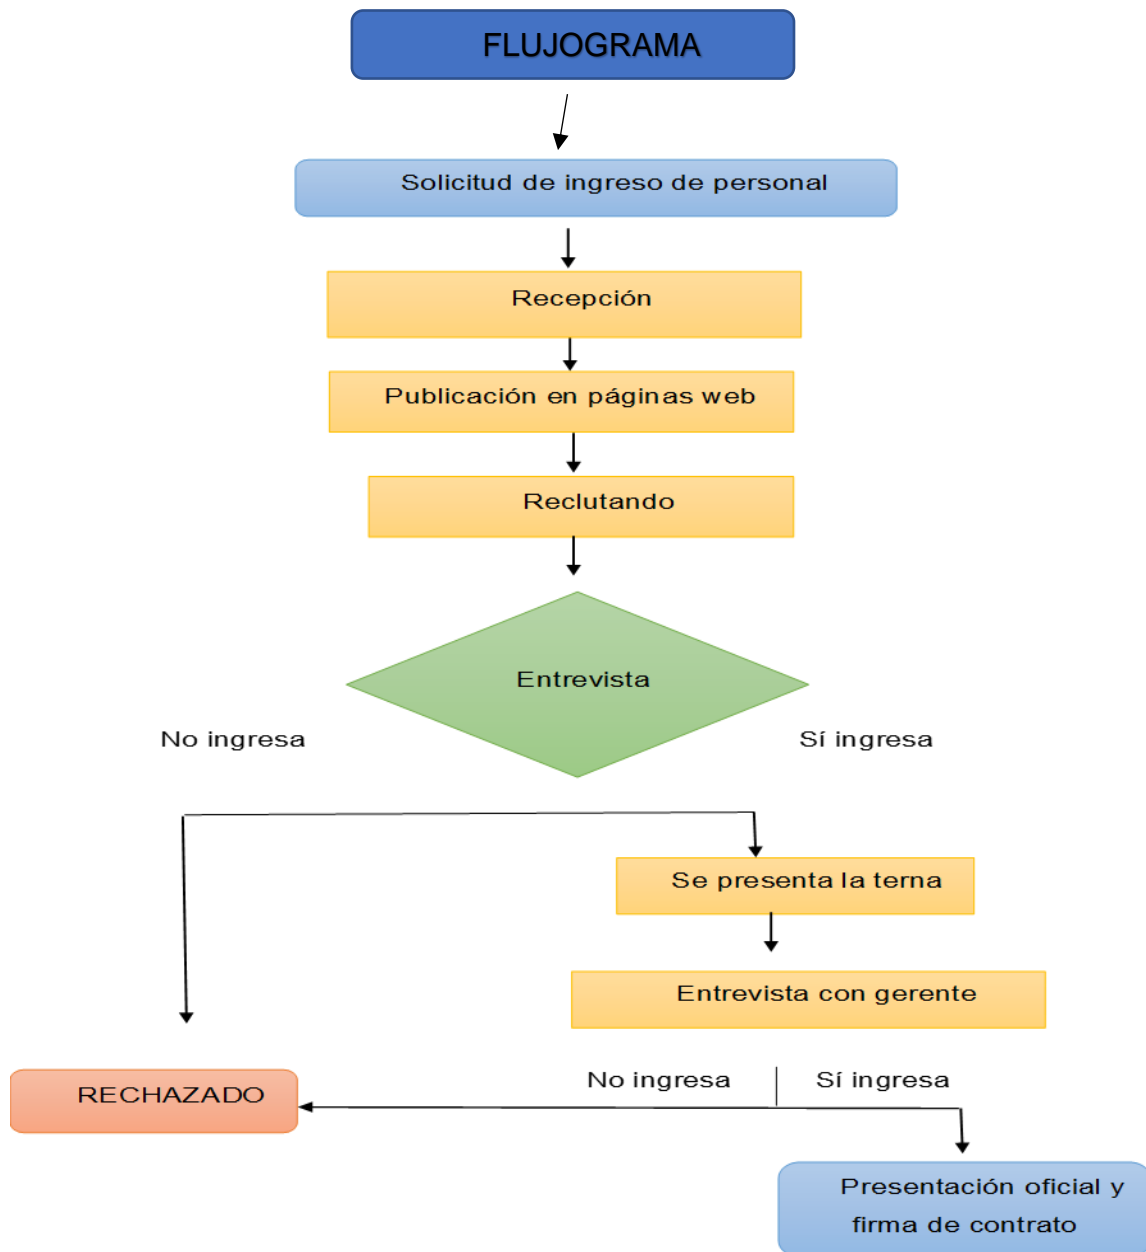 FLUJOGRAMA
Solicitud de ingreso de personal
Recepción
Publicación en páginas web
Reclutando
Entrevista
No ingresa
Sí ingresa
Se presenta la terna
Entrevista con gerente
No ingresa
Sí ingresa
RECHAZADO
Presentación oficial y
firma de contrato